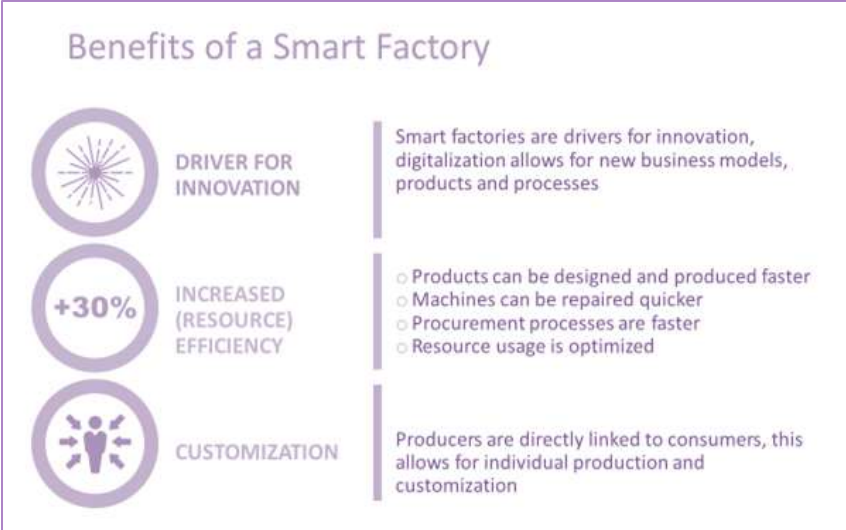 Benefits of a Smart Factory
DRIVER FOR
INNOVATION
Smart factories are drivers for innovation,
digitalization allows for new business models,
products and processes
+30%
INCREASED
(RESOURCE)
EFFICIENCY
Products can be designed and produced faster
Machines can be repaired quicker
Procurement processes are faster
Resource usage is optimized
CUSTOMIZATION
Producers are directly linked to consumers, this
allows for individual production and
customization